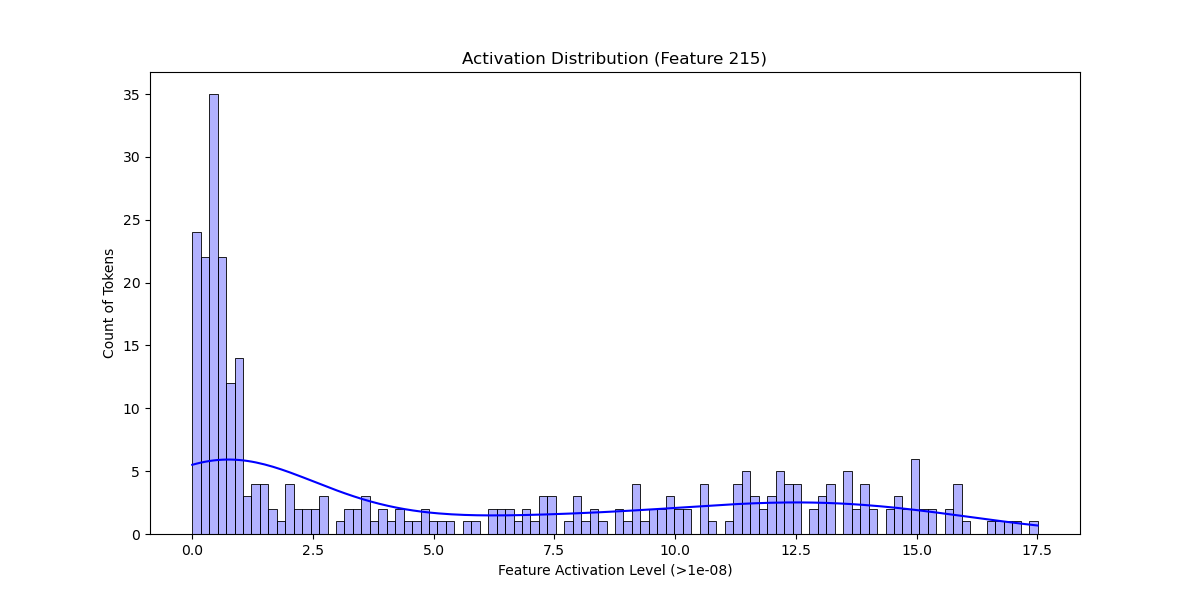 Activation Distribution (Feature 215)
Count of Tokens
35
30
25
20
15
10
5
0
0.0 2.5 5.0 7.5 10.0 12.5 15.0 17.5
Feature Activation Level (>1e-08)